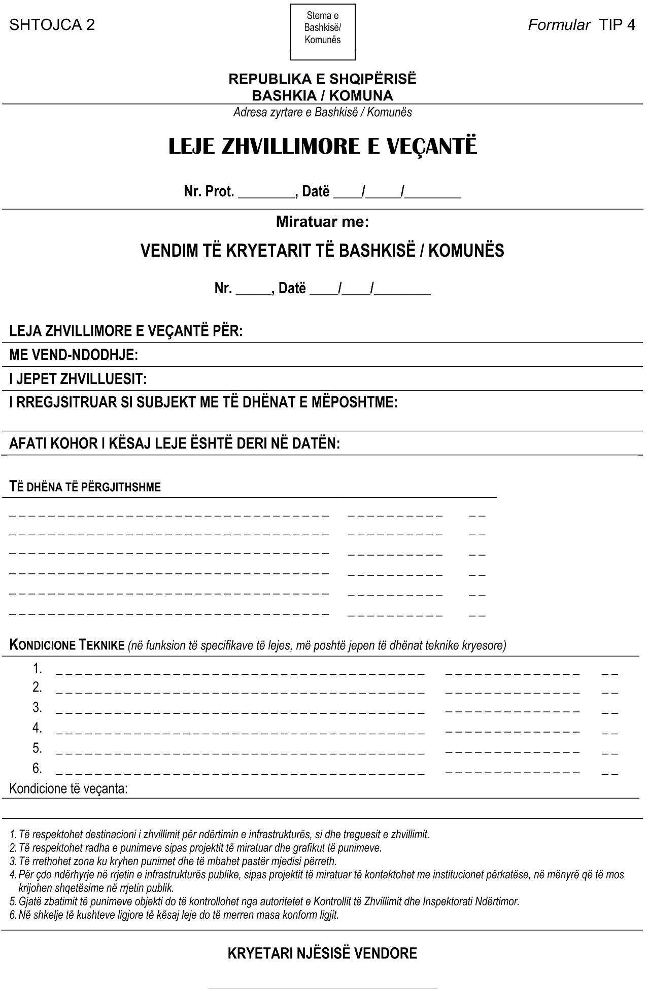 SHTOJCA 2
Stema e
Bashkisë/
Komunës
Formular TIP 4
REPUBLIKA E SHQIPËRISË
BASHKIA / KOMUNA
Adresa zyrtare e Bashkisë / Komunës
LEJE ZHVILLIMORE E VEÇANTË
Nr. Prot. ________, Datë ____/_____/________
Miratuar me:
VENDIM TË KRYETARIT TË BASHKISË / KOMUNËS
Nr. _____, Datë ____/____/________
LEJA ZHVILLIMORE E VEÇANTË PËR:
ME VEND-NDODHJE:
I JEPET ZHVILLUESIT:
I RREGJSITRUAR SI SUBJEKT ME TË DHËNAT E MËPOSHTME:
AFATI KOHOR I KËSAJ LEJE ËSHTË DERI NË DATËN:
TË DHËNA TË PËRGJITHSHME
KONDICIONE TEKNIKE (në funksion të specifikave të lejes, më poshtë jepen të dhënat teknike kryesore)
1.
2.
3.
4.
5.
6.
Kondicione të veçanta:
1. Të respektohet destinacioni i zhvillimit për ndërtimin e infrastrukturës, si dhe treguesit e zhvillimit.
2. Të respektohet radha e punimeve sipas projektit të miratuar dhe grafikut të punimeve.
3. Të rrethohet zona ku kryhen punimet dhe të mbahet pastër mjedisi përreth.
4. Për çdo ndërhyrje në rrjetin e infrastrukturës publike, sipas projektit të miratuar të kontaktohet me institucionet përkatëse, në mënyrë që të mos
krijohen shqetësime në rrjetin publik.
5. Gjatë zbatimit të punimeve objekti do të kontrollohet nga autoritetet e Kontrollit të Zhvillimit dhe Inspektorati Ndërtimor.
6. Në shkelje të kushteve ligjore të kësaj leje do të merren masa konform ligjit.
KRYETARI NJËSISË VENDORE